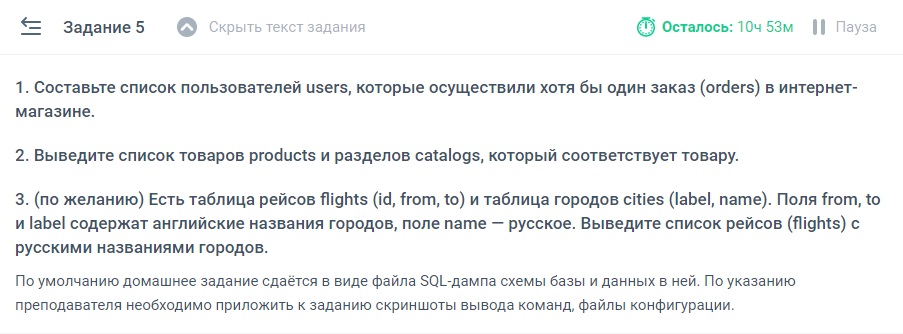 Задание 5 Скрыть текст задания Осталось: 10ч 53м Пауза
1. Составьте список пользователей users, которые осуществили хотя бы один заказ (orders) в интернет-
магазине.
2. Выведите список товаров products и разделов catalogs, который соответствует товару.
3. (по желанию) Есть таблица рейсов flights (id, from, to) и таблица городов cities (label, name). Поля from, to
и label содержат английские названия городов, поле name — русское. Выведите список рейсов (flights) с
русскими названиями городов.
По умолчанию домашнее задание сдаётся в виде файла SQL-дампа схемы базы и данных в ней. По указанию
преподавателя необходимо приложить к заданию скриншоты вывода команд, файлы конфигурации.